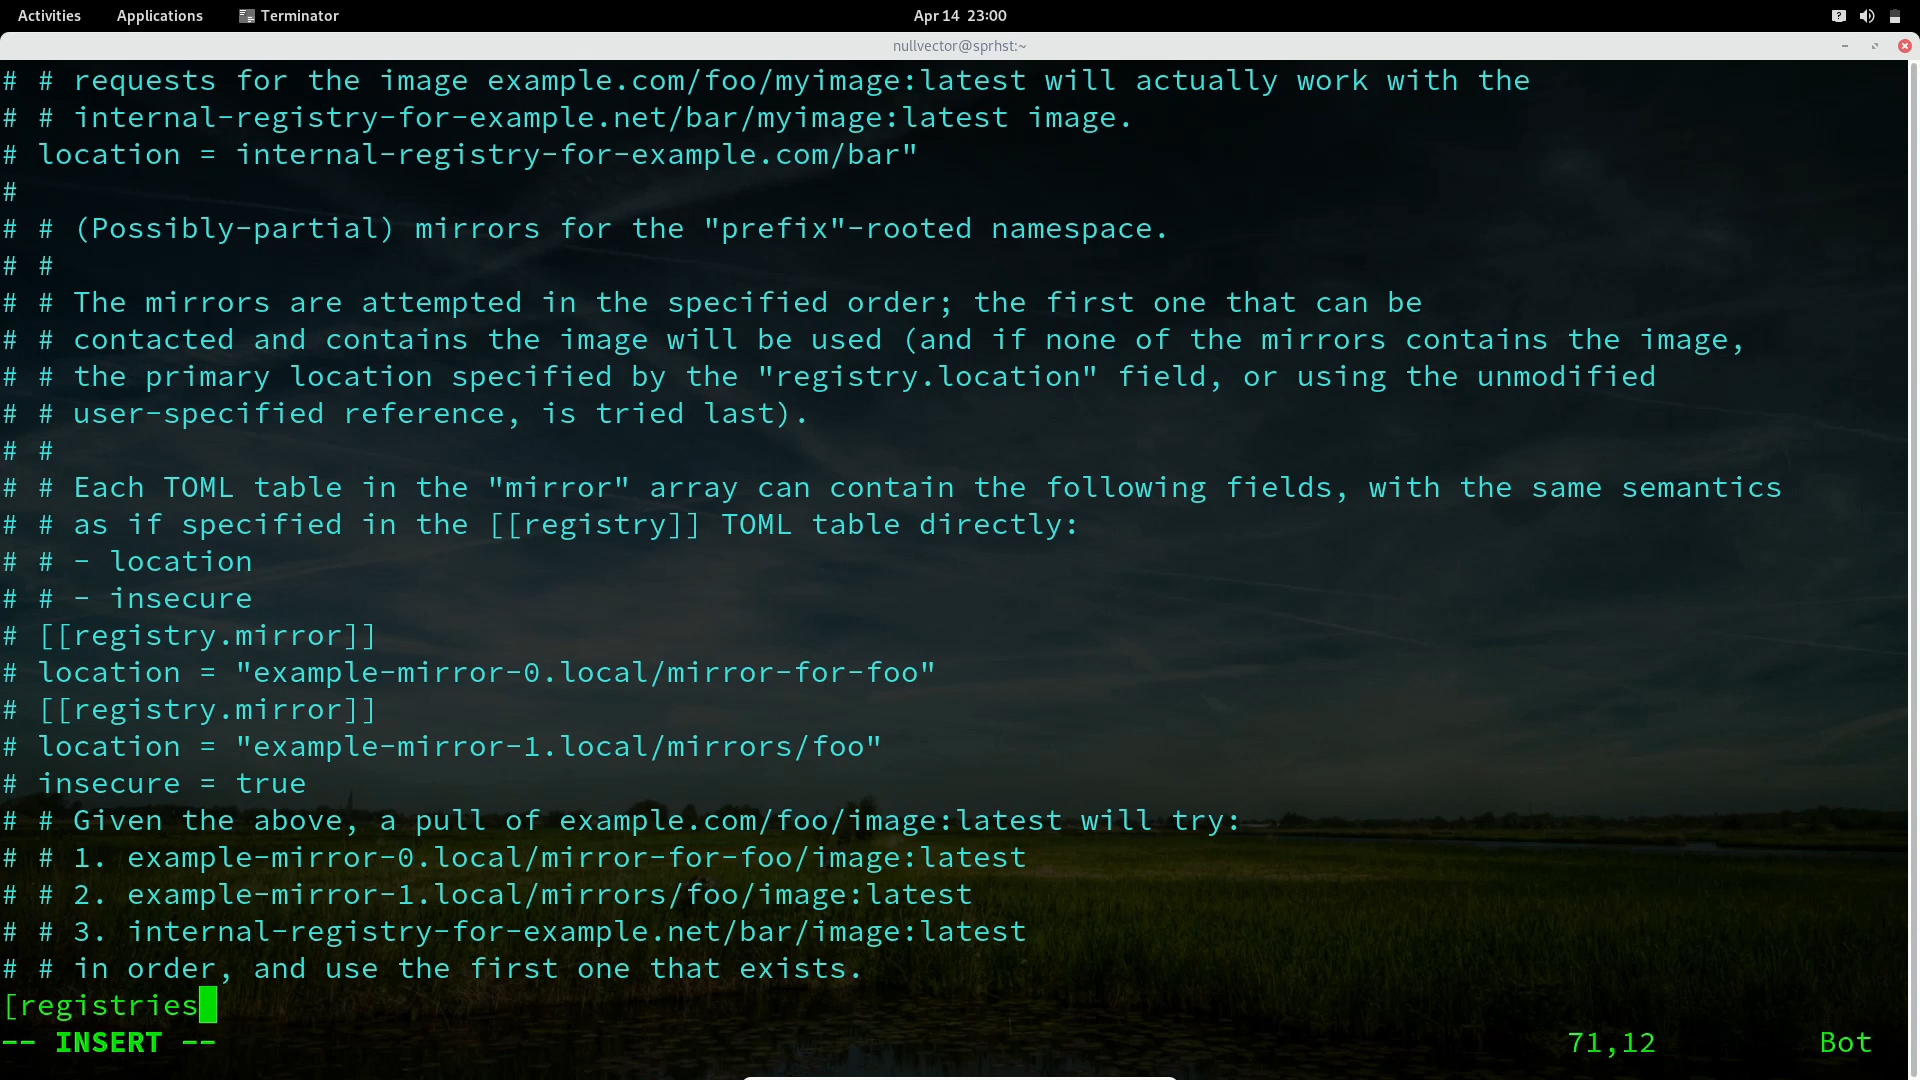 Activities Applications Terminator Apr 14 23:00
nullvector@sprhst:~
# # requests for the image example.com/foo/myimage:latest will actually work with the
# # internal-registry-for-example.net/bar/myimage:latest image.
# location = internal-registry-for-example.com/bar"
#
# # (Possibly-partial) mirrors for the "prefix"-rooted namespace.
# #
# # The mirrors are attempted in the specified order; the first one that can be
# # contacted and contains the image will be used (and if none of the mirrors contains the image,
# # the primary location specified by the "registry.location" field, or using the unmodified
# # user-specified reference, is tried last).
# #
# # Each TOML table in the "mirror" array can contain the following fields, with the same semantics
# # as if specified in the [[registry]] TOML table directly:
# # - location
# # - insecure
# [[registry.mirror]]
# location = "example-mirror-0.local/mirror-for-foo"
# [[registry.mirror]]
# location = "example-mirror-1.local/mirrors/foo"
# insecure = true
# # Given the above, a pull of example.com/foo/image:latest will try:
# # 1. example-mirror-0.local/mirror-for-foo/image:latest
# # 2. example-mirror-1.local/mirrors/foo/image:latest
# # 3. internal-registry-for-example.net/bar/image:latest
# # in order, and use the first one that exists.
[registries
-- INSERT -- 71,12 Bot